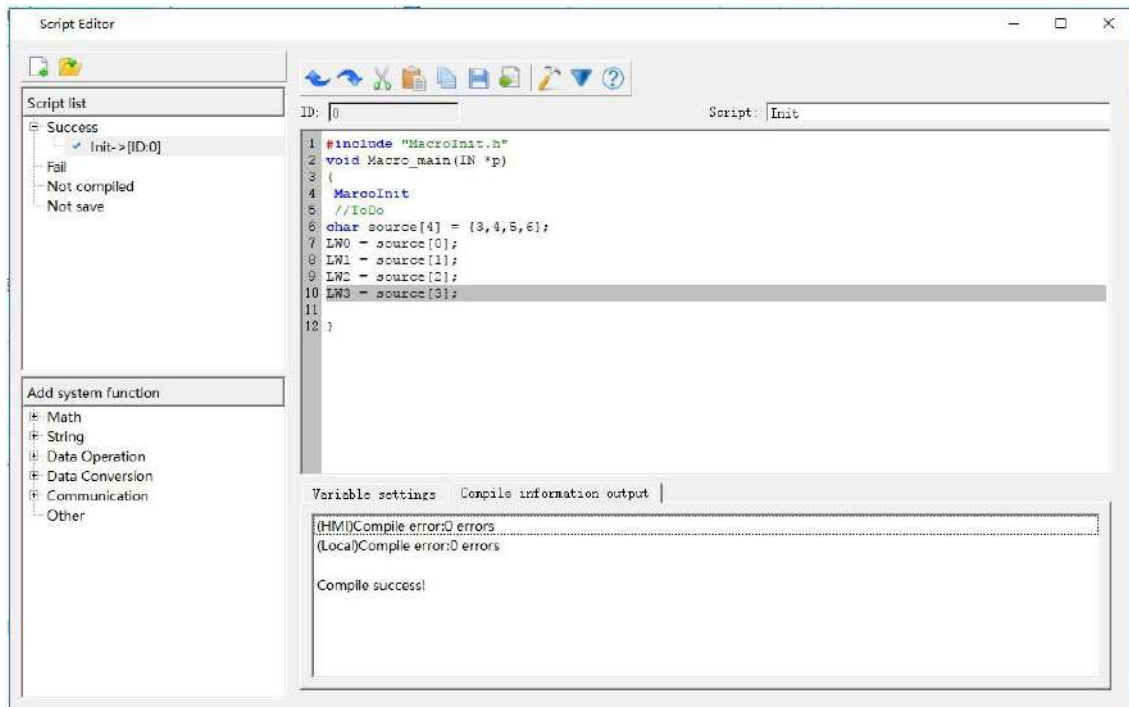 Script Editor
Script list
Success
Init->[ID:0]
Fail
Not compiled
Not save
Add system function
Math
String
Data Operation
Data Conversion
Communication
Other
ID: 0
Script: Init
1 #include "MacroInit.h"
2 void Macro_main(IN *p)
3 {
4 MarcoInit
5 //ToDo
6 char source[4] = {3,4,5,6};
7 LW0 = source[0];
8 LW1 = source[1];
9 LW2 = source[2];
10 LW3 = source[3];
11
12 }
Variable settings
Compile information output
(HMI)Compile error:0 errors
(Local)Compile error:0 errors
Compile success!